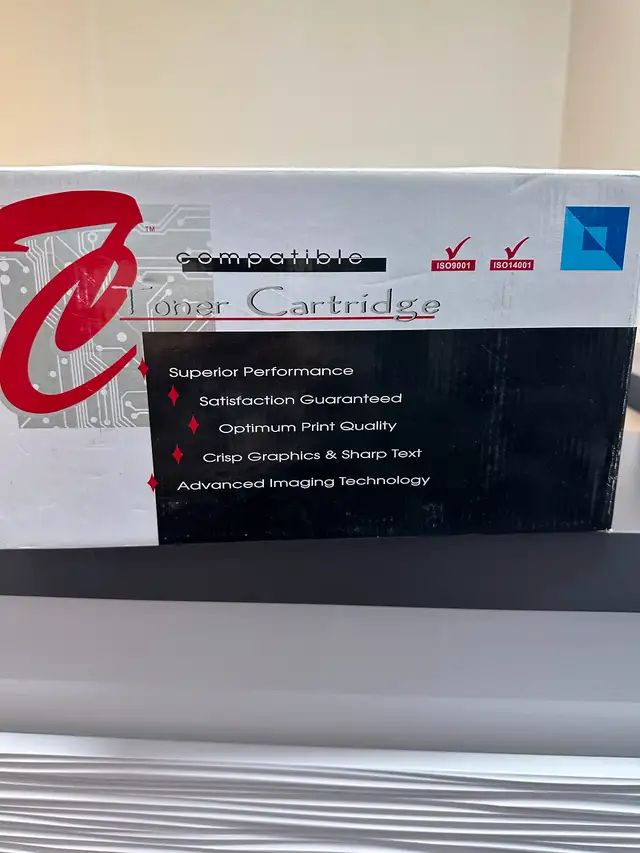 TM
compatible
ISO9001 ISO14001
Toner Cartridge
Superior Performance
Satisfaction Guaranteed
Optimum Print Quality
Crisp Graphics & Sharp Text
Advanced Imaging Technology